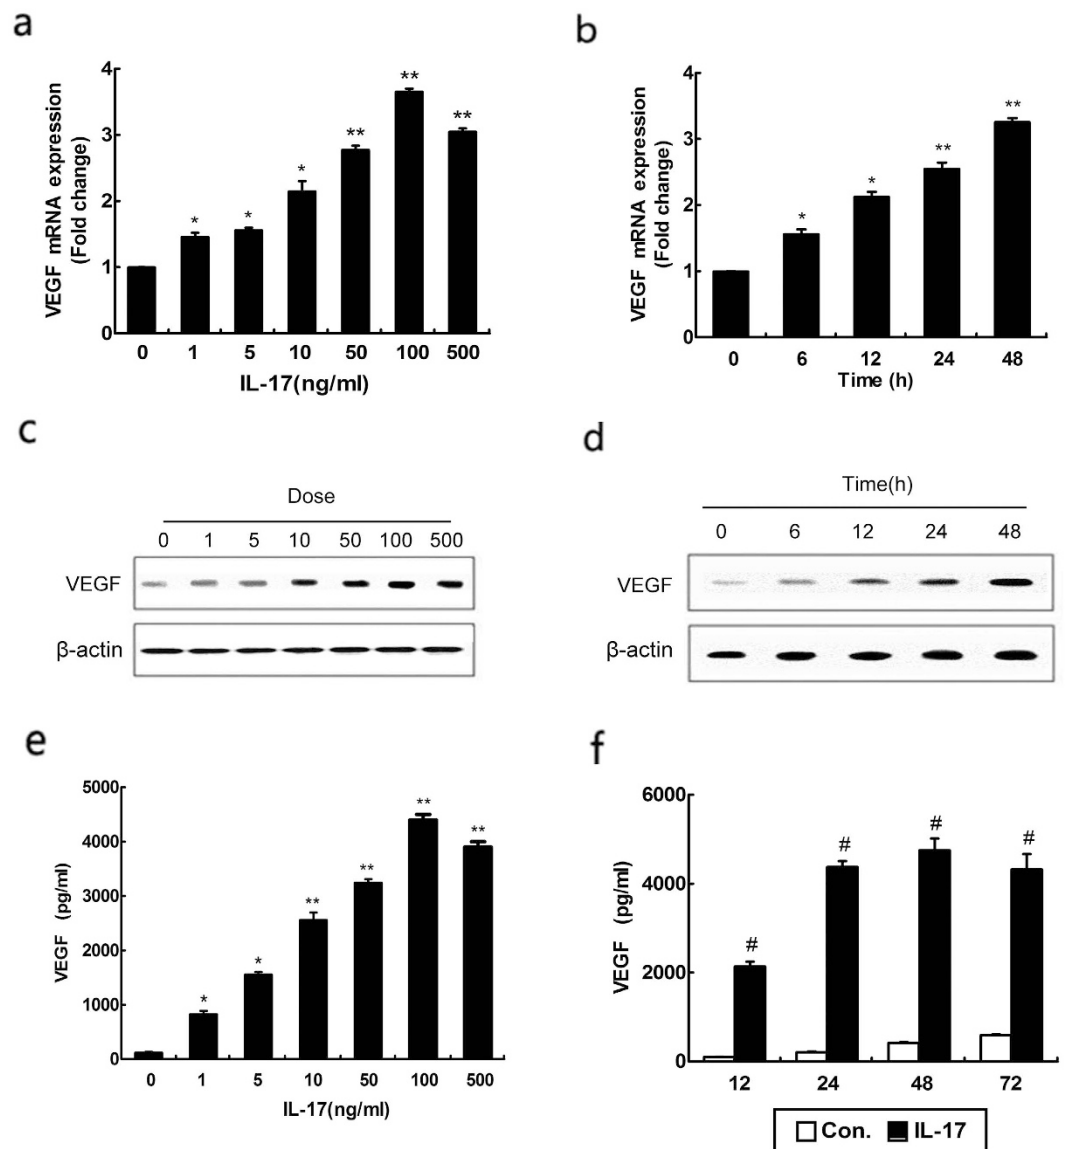 a
VEGF mRNA expression
(Fold change)
4
3
2
1
0
*
*
*
**
**
**
0 1 5 10 50 100 500
IL-17(ng/ml)
b
VEGF mRNA expression
(Fold change)
4
3
2
1
0
*
*
**
**
0 6 12 24 48
Time (h)
c
Dose
0 1 5 10 50 100 500
VEGF
β-actin
d
Time(h)
0 6 12 24 48
VEGF
β-actin
e
VEGF (pg/ml)
5000
4000
3000
2000
1000
0
*
*
**
**
**
**
0 1 5 10 50 100 500
IL-17(ng/ml)
f
VEGF (pg/ml)
6000
4000
2000
0
#
#
#
#
12 24 48 72
Con. IL-17